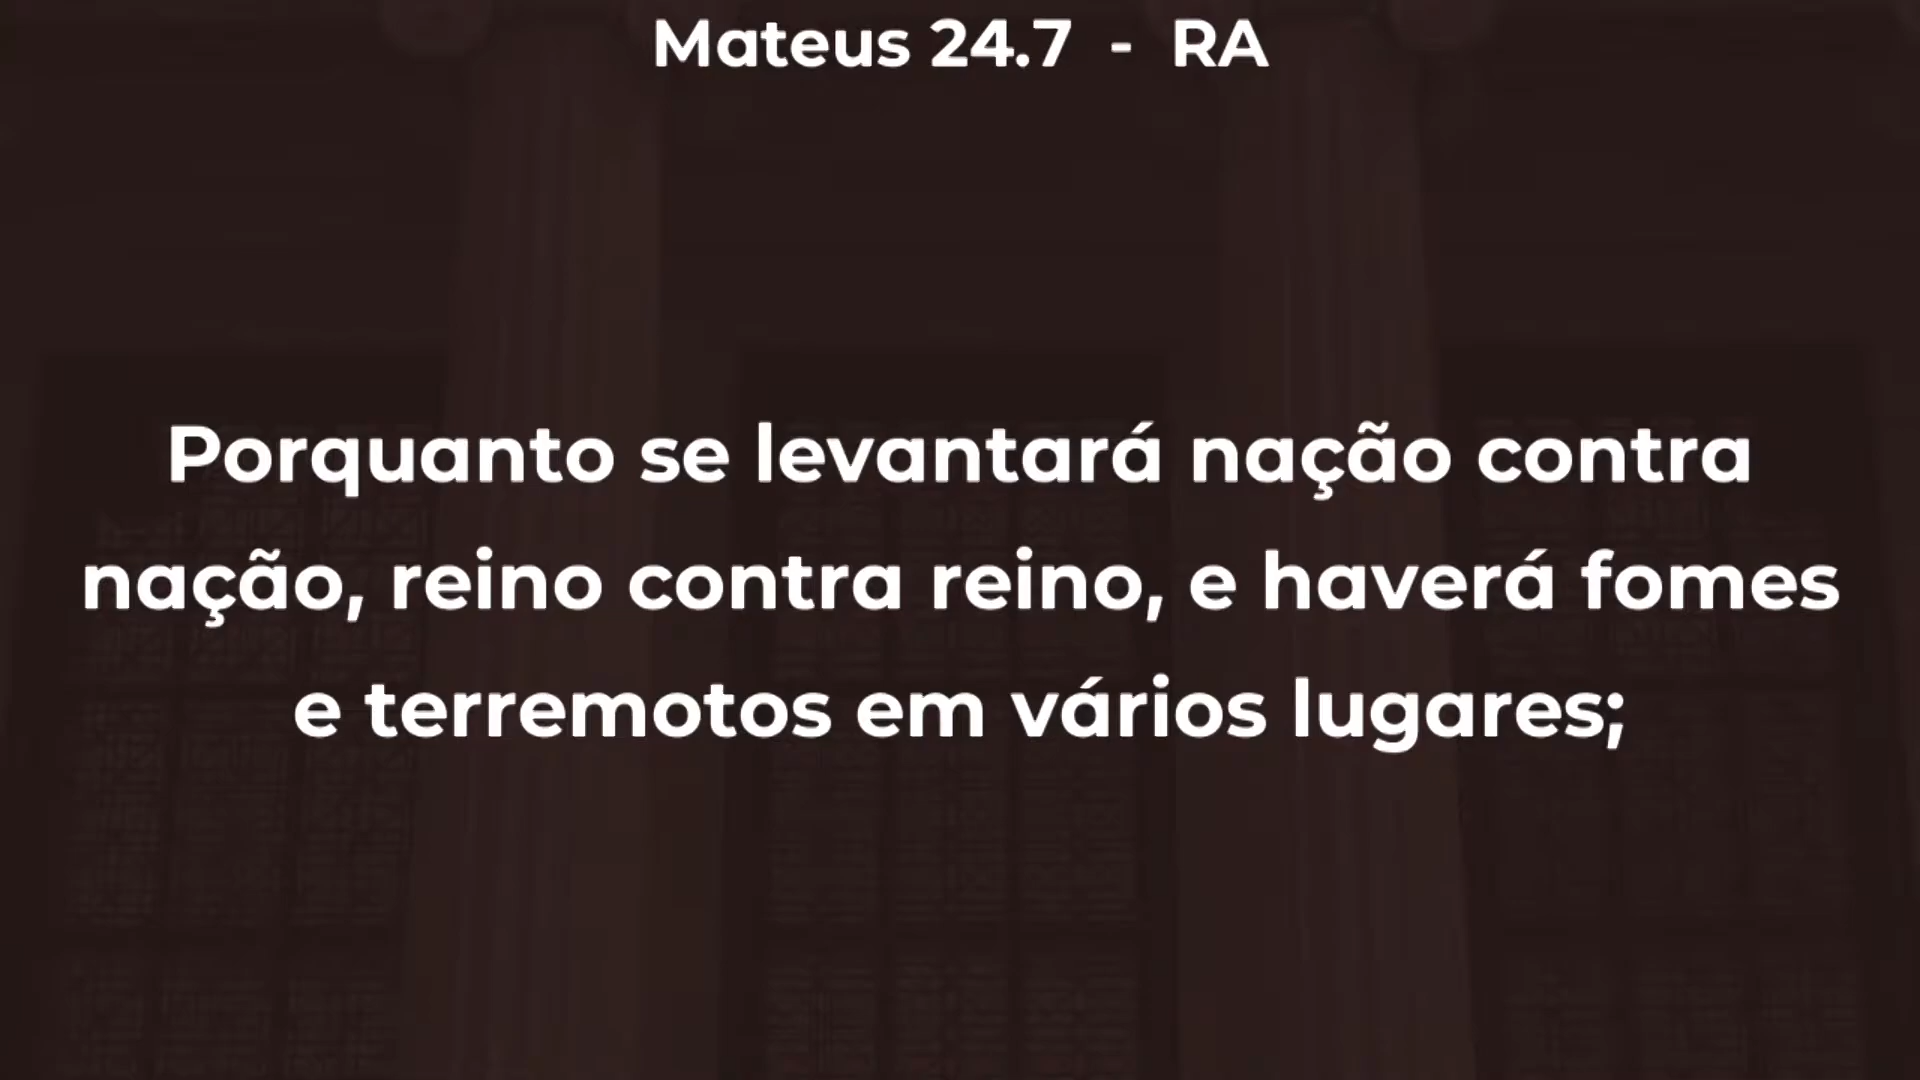 Mateus 24.7 - RA
Porquanto se levantará nação contra
nação, reino contra reino, e haverá fomes
e terremotos em vários lugares;